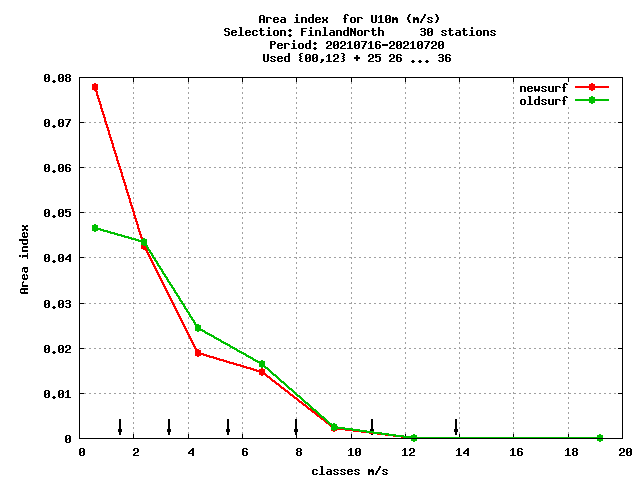 Area index  for U10m (m/s)
Selection: FinlandNorth     30 stations
Period: 20210716-20210720
Used {00,12} + 25 26 ... 36
newsurf
oldsurf
0.08
0.07
0.06
0.05
0.04
0.03
0.02
0.01
0
Area index
0 2 4 6 8 10 12 14 16 18 20
classes m/s